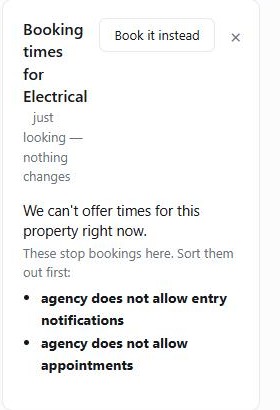 Booking
times
for
Electrical
just
looking —
nothing
changes
Book it instead
×
We can't offer times for this
property right now.
These stop bookings here. Sort them
out first:
• agency does not allow entry
notifications
• agency does not allow
appointments